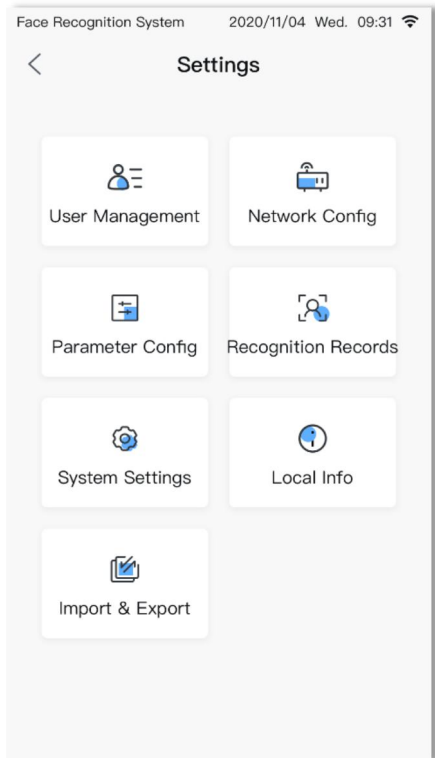 Face Recognition System 2020/11/04 Wed. 09:31
Settings
User Management Network Config
Parameter Config Recognition Records
System Settings Local Info
Import & Export